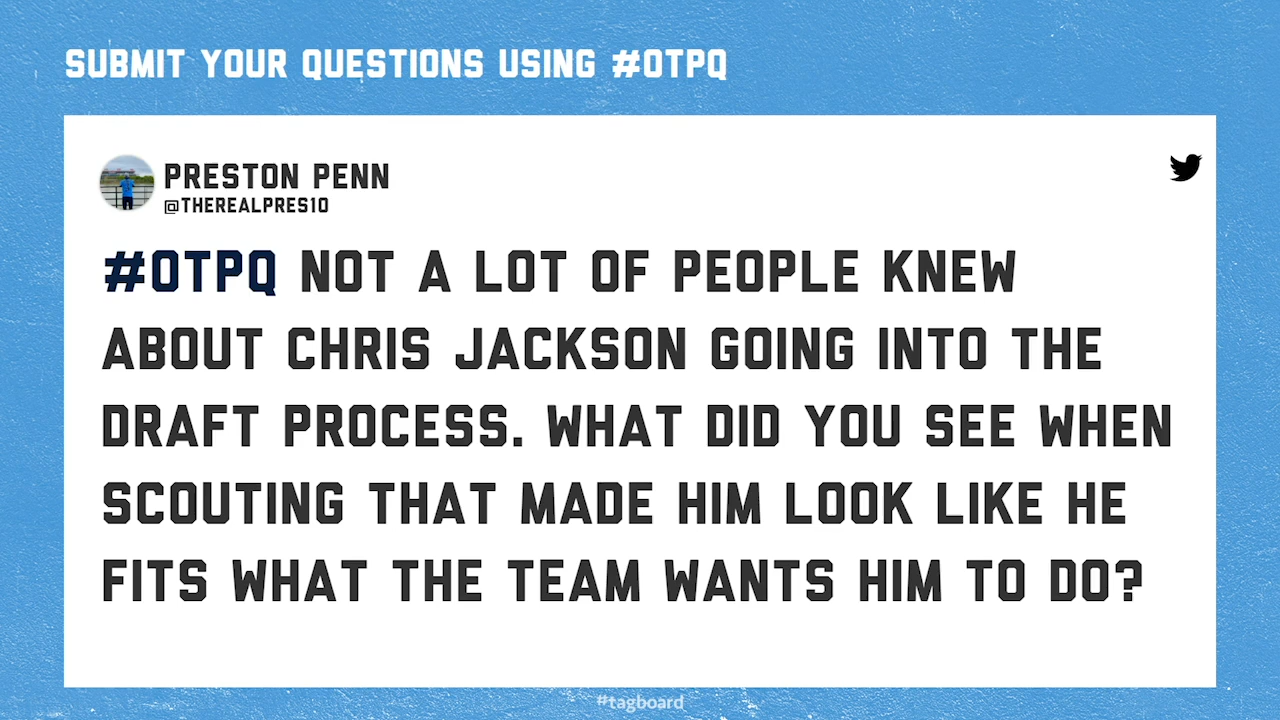 SUBMIT YOUR QUESTIONS USING #OTPQ
PRESTON PENN
@THEREALPRES10
#OTPQ NOT A LOT OF PEOPLE KNEW
ABOUT CHRIS JACKSON GOING INTO THE
DRAFT PROCESS. WHAT DID YOU SEE WHEN
SCOUTING THAT MADE HIM LOOK LIKE HE
FITS WHAT THE TEAM WANTS HIM TO DO?
#tagboard